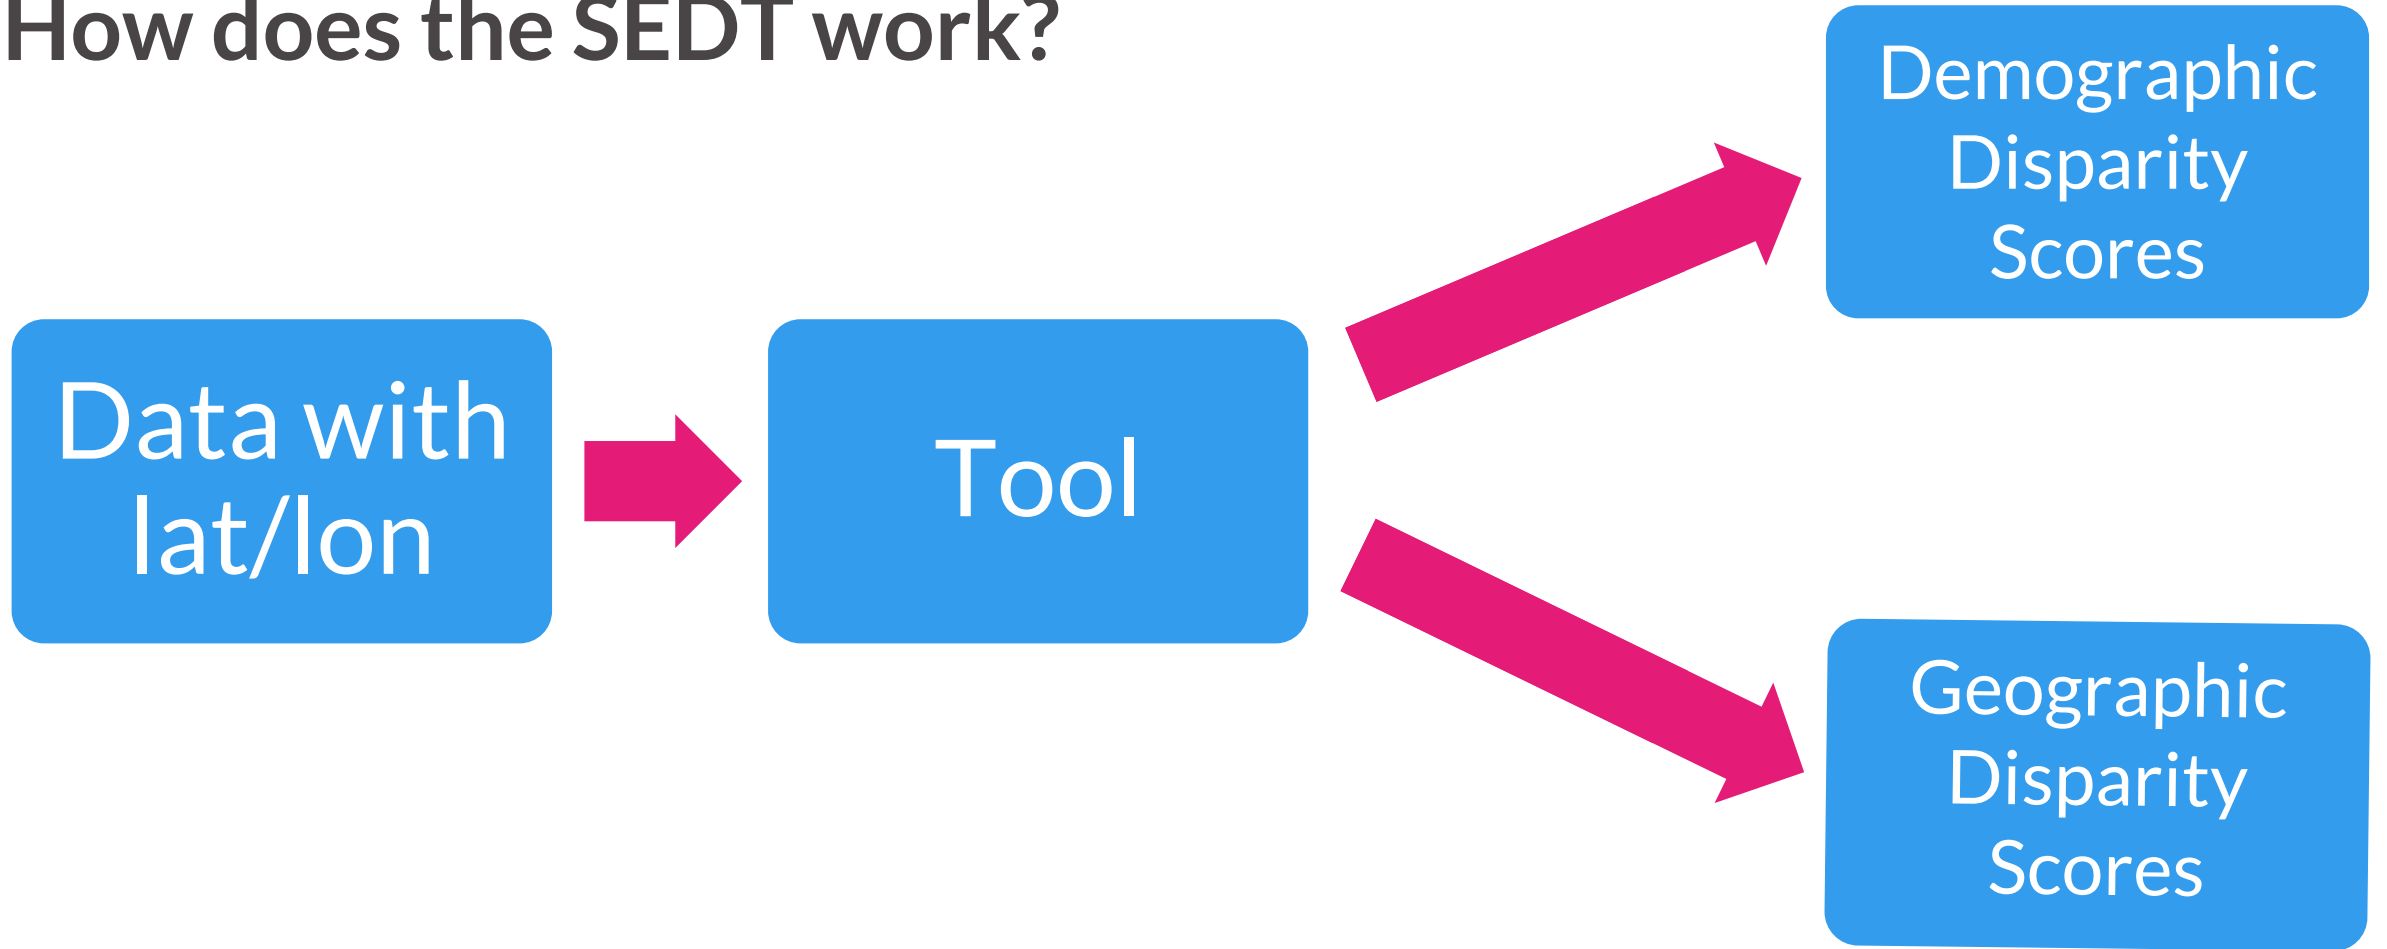 How does the SEDT work?
Data with
lat/lon
Tool
Demographic
Disparity
Scores
Geographic
Disparity
Scores